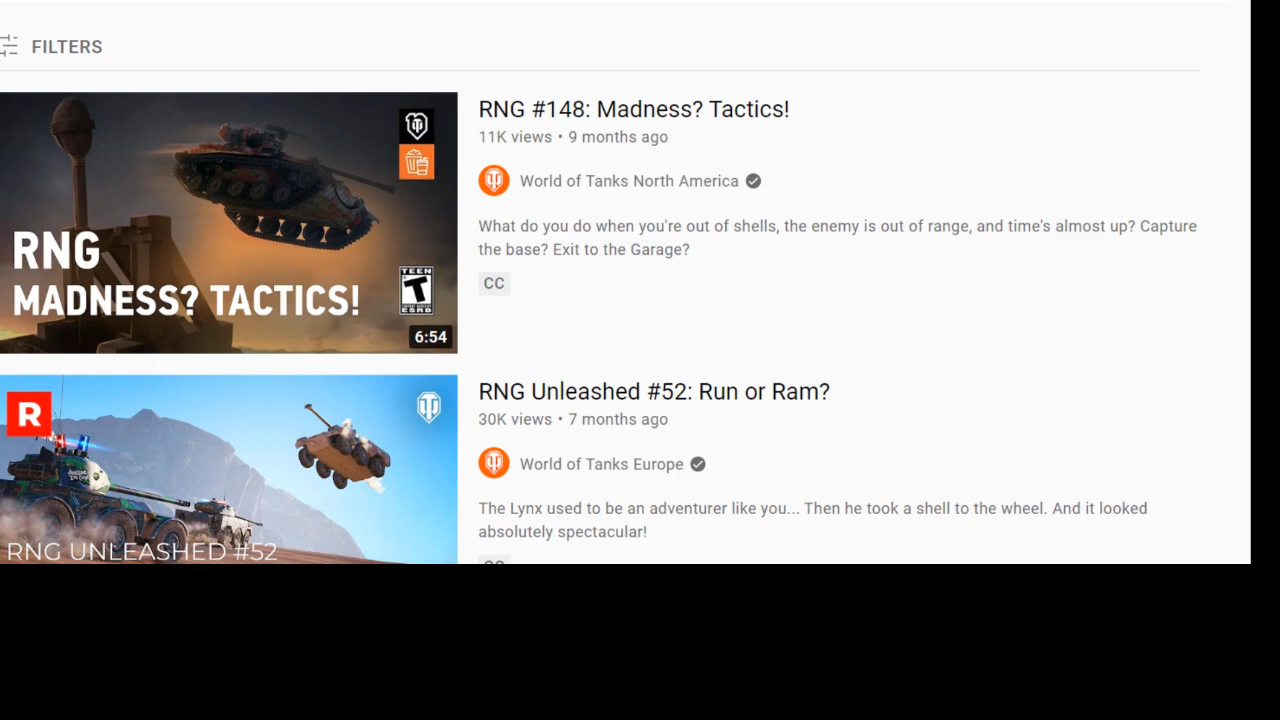 FILTERS
RNG
MADNESS? TACTICS!
TEEN
T
ESRB
6:54
RNG #148: Madness? Tactics!
11K views • 9 months ago
World of Tanks North America
What do you do when you're out of shells, the enemy is out of range, and time's almost up? Capture
the base? Exit to the Garage?
CC
R
RNG UNLEASHED #52
RNG Unleashed #52: Run or Ram?
30K views • 7 months ago
World of Tanks Europe
The Lynx used to be an adventurer like you... Then he took a shell to the wheel. And it looked
absolutely spectacular!